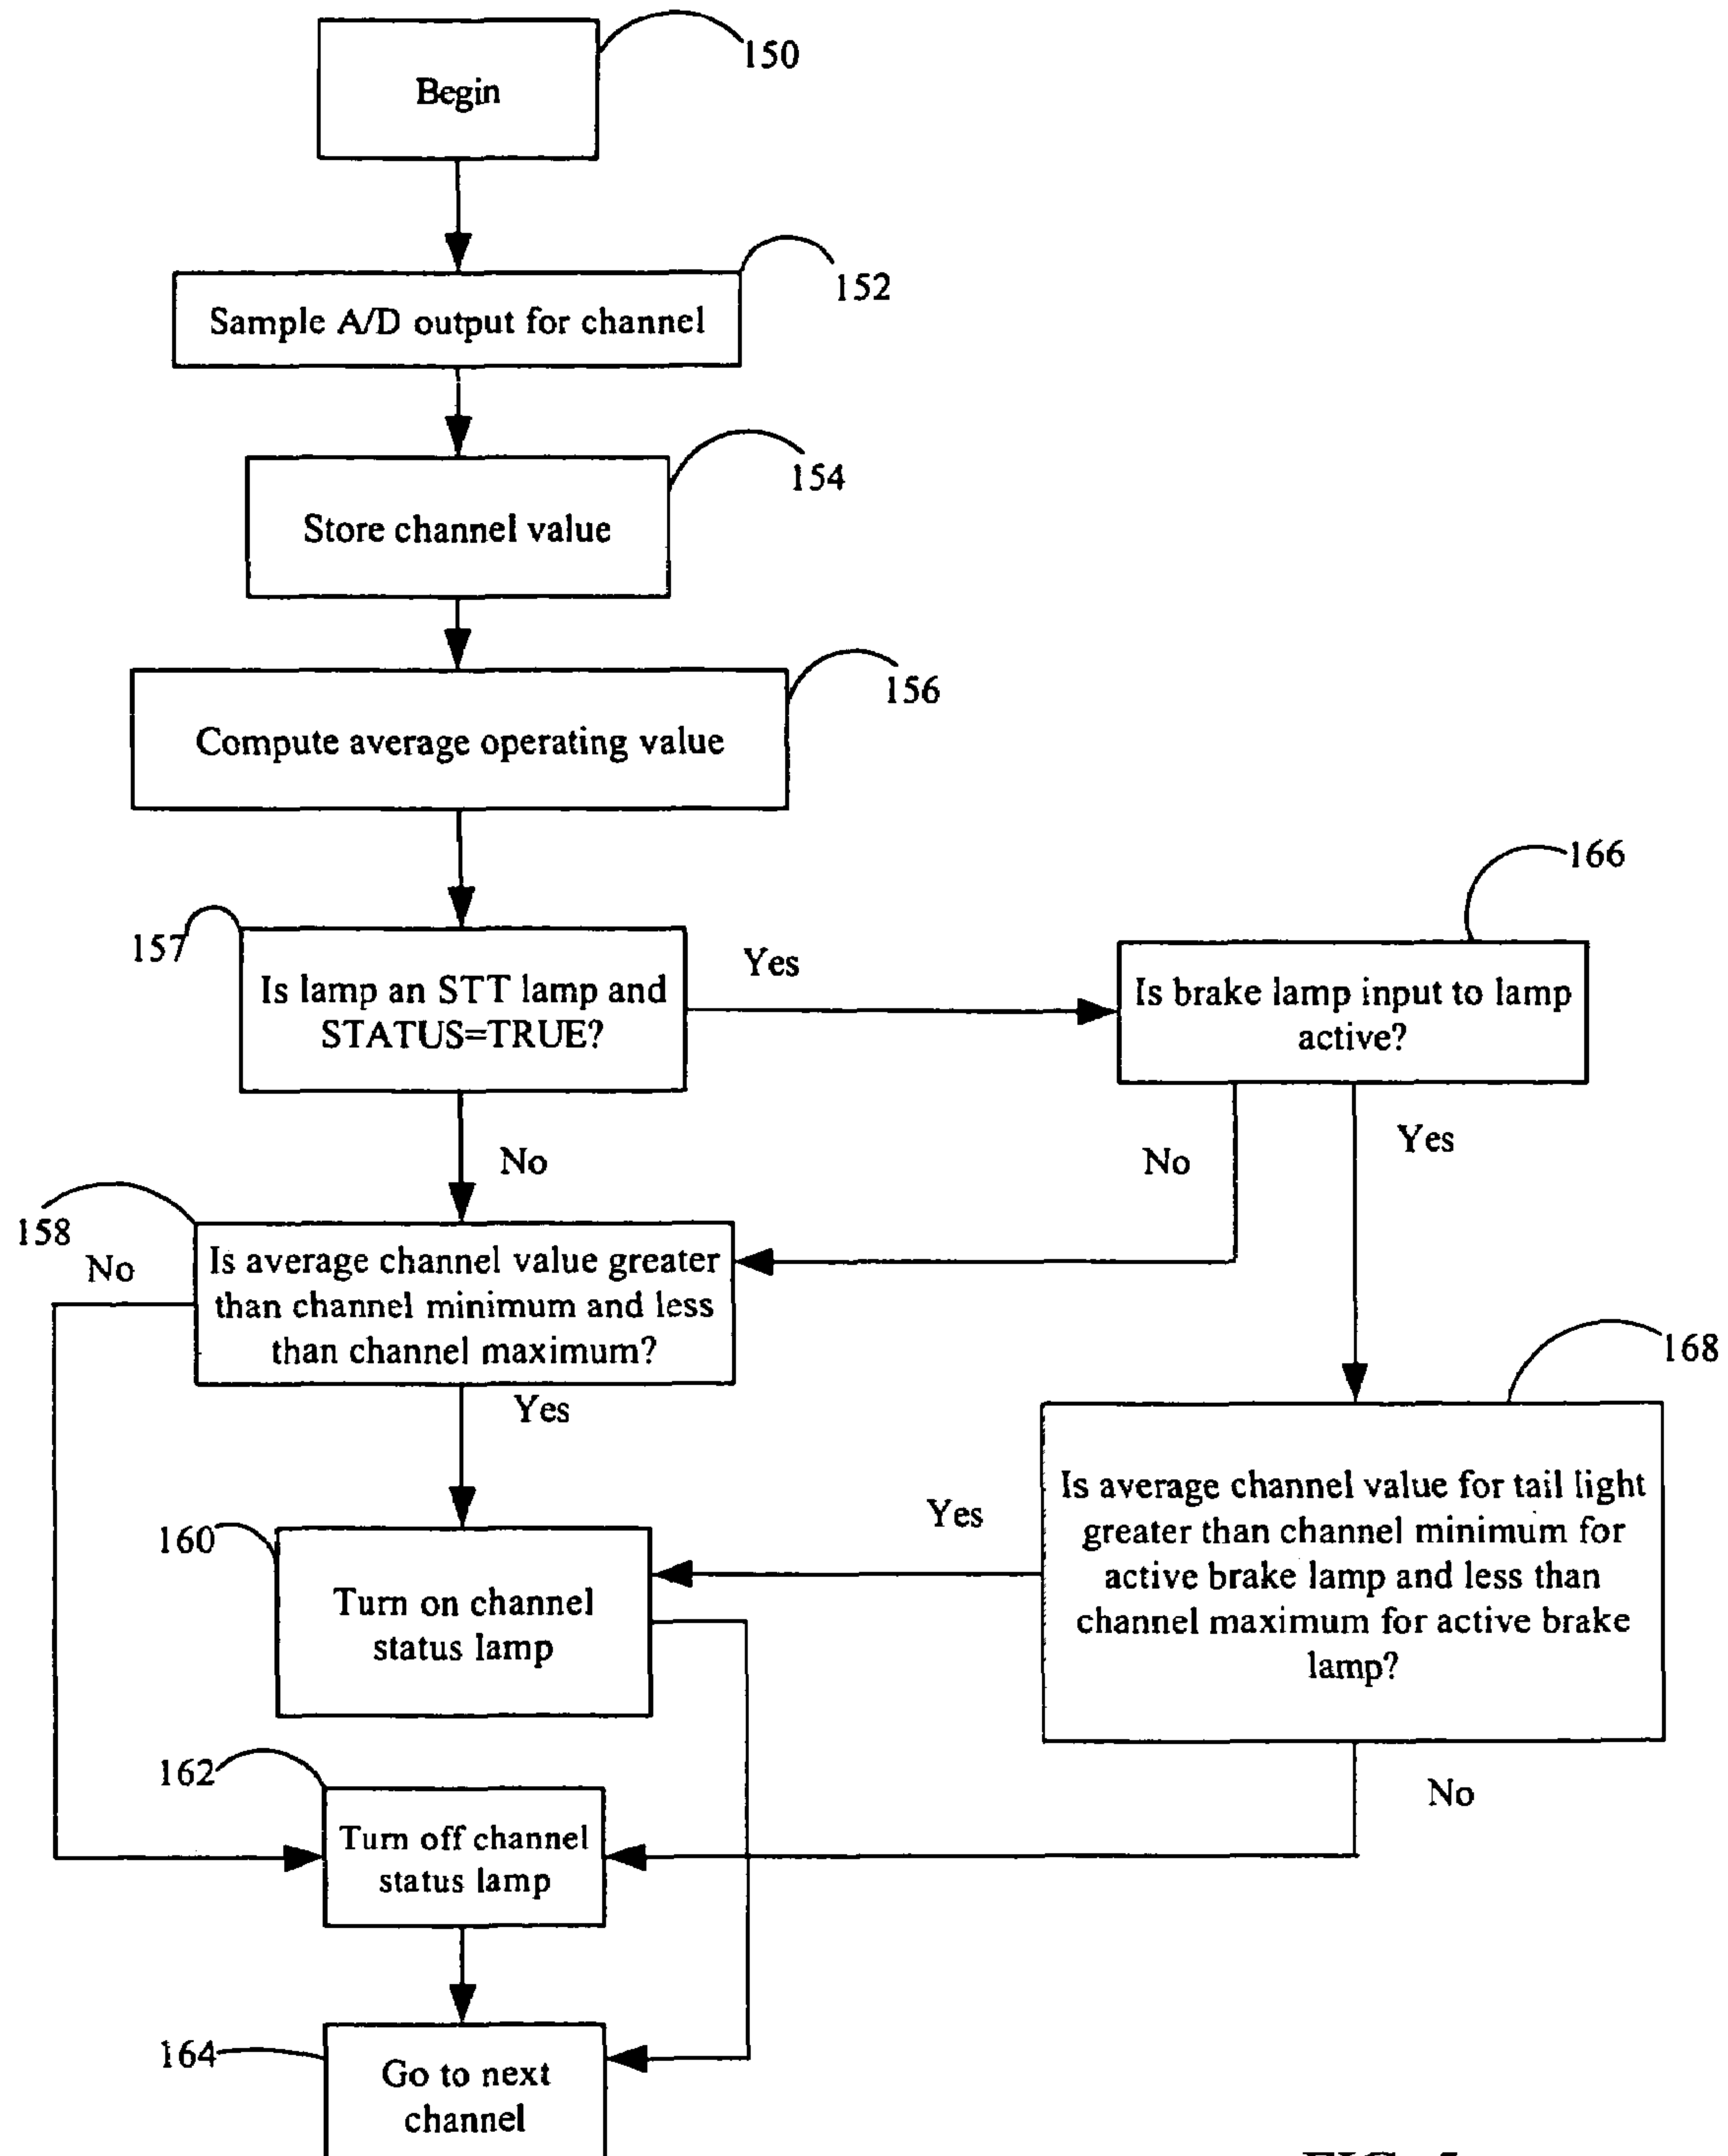 150
Begin
152
Sample A/D output for channel
154
Store channel value
156
Compute average operating value
166
157
Yes
Is lamp an STT lamp and
STATUS=TRUE?
Is brake lamp input to lamp
active?
No
No
Yes
158
No
Is average channel value greater
than channel minimum and less
than channel maximum?
168
Yes
Is average channel value for tail light
greater than channel minimum for
active brake lamp and less than
channel maximum for active brake
lamp?
Yes
160
Turn on channel
status lamp
162
No
Turn off channel
status lamp
164
Go to next
channel